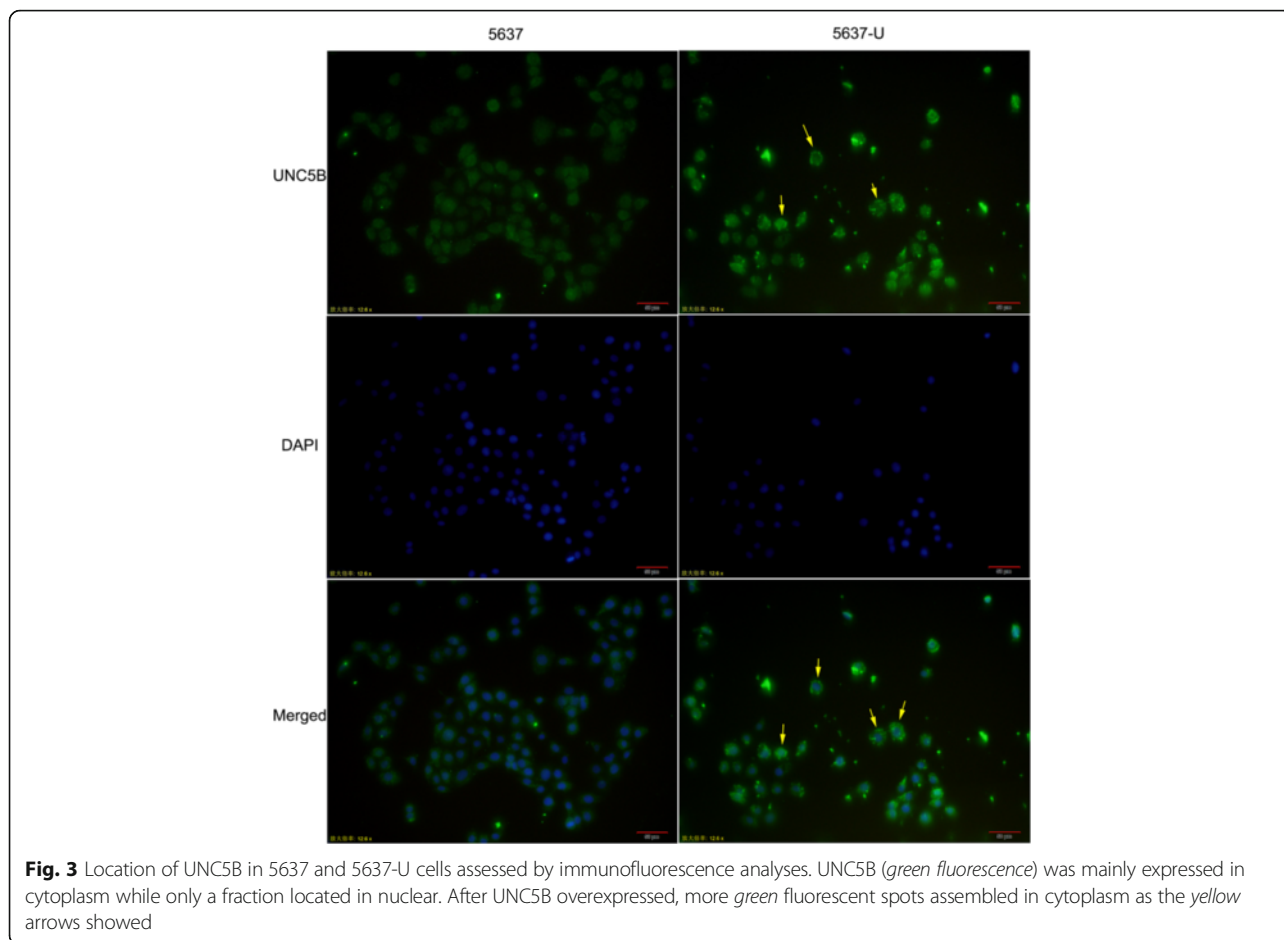 5637
5637-U
UNC5B
DAPI
Merged
Fig. 3 Location of UNC5B in 5637 and 5637-U cells assessed by immunofluorescence analyses. UNC5B (green fluorescence) was mainly expressed in
cytoplasm while only a fraction located in nuclear. After UNC5B overexpressed, more green fluorescent spots assembled in cytoplasm as the yellow
arrows showed